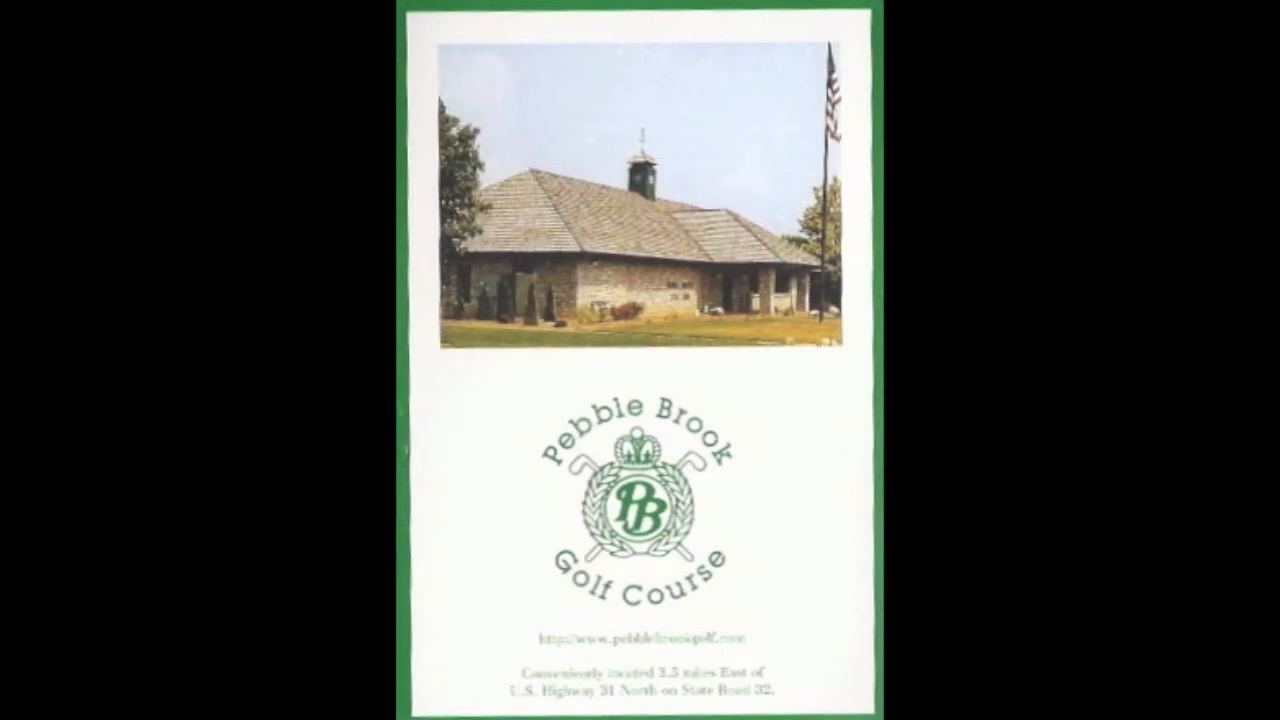 Pebble Brook
PB
Golf Course
http://www.pebblebrookgolf.com
Conveniently located 3.5 miles East of
U.S. Highway 31 North on State Road 32.